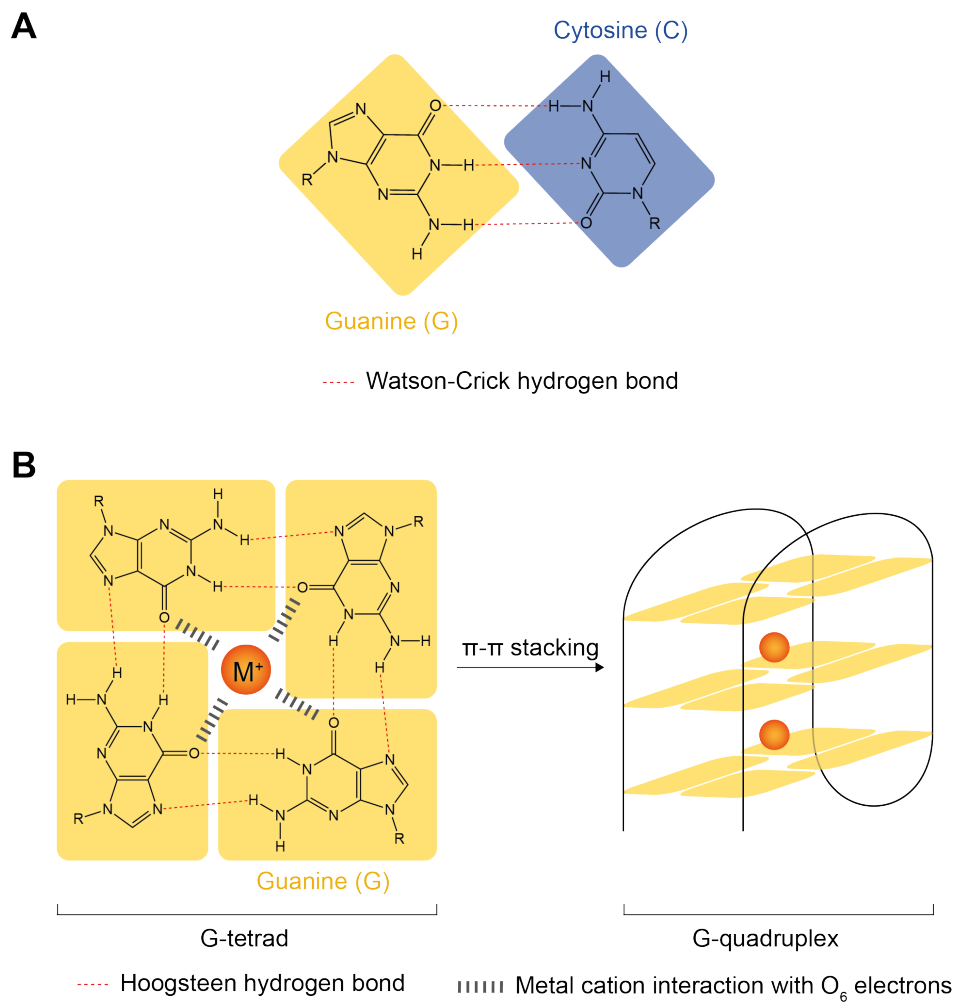 A
Cytosine (C)
H
O H N
N
N H N
R
N N
N H O R
H
Guanine (G)
Watson-Crick hydrogen bond
B
R H
N N N H N N R
N N H O N
O H N
M⁺ N H
H H
H N H O
N N O H N N
R N N H N N N
H R
Guanine (G)
π-π stacking
G-tetrad
G-quadruplex
Hoogsteen hydrogen bond
Metal cation interaction with O₆ electrons